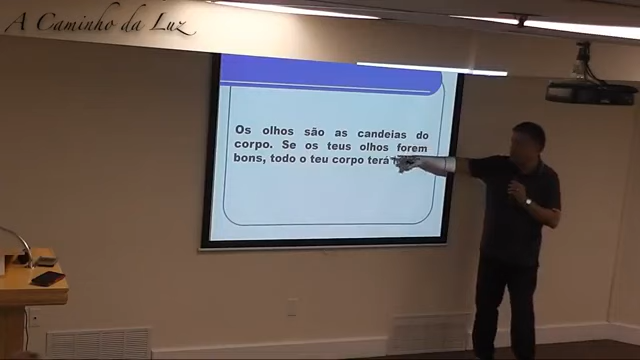 A Caminho da Luz
Os olhos são as candeias do
corpo. Se os teus olhos forem
bons, todo o teu corpo terá